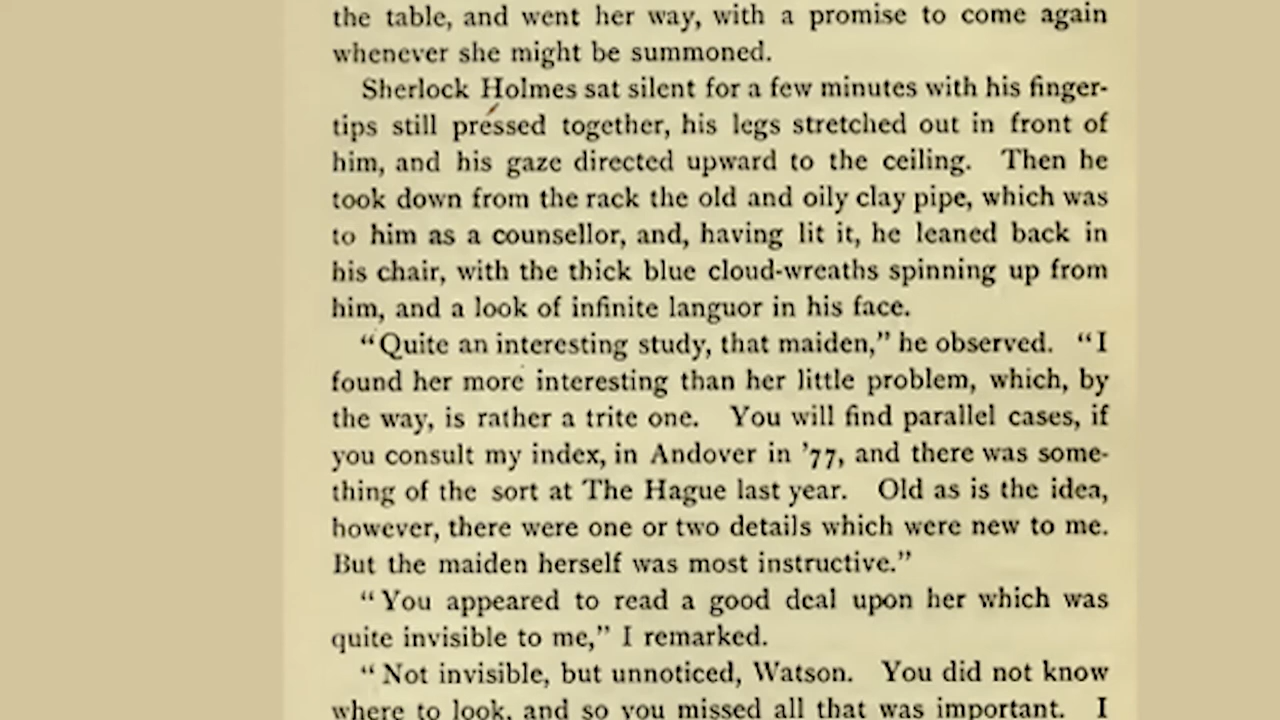 the table, and went her way, with a promise to come again
whenever she might be summoned.
Sherlock Holmes sat silent for a few minutes with his finger-
tips still pressed together, his legs stretched out in front of
him, and his gaze directed upward to the ceiling. Then he
took down from the rack the old and oily clay pipe, which was
to him as a counsellor, and, having lit it, he leaned back in
his chair, with the thick blue cloud-wreaths spinning up from
him, and a look of infinite languor in his face.
“Quite an interesting study, that maiden,” he observed. “I
found her more interesting than her little problem, which, by
the way, is rather a trite one. You will find parallel cases, if
you consult my index, in Andover in ’77, and there was some-
thing of the sort at The Hague last year. Old as is the idea,
however, there were one or two details which were new to me.
But the maiden herself was most instructive.”
“You appeared to read a good deal upon her which was
quite invisible to me,” I remarked.
“Not invisible, but unnoticed, Watson. You did not know
where to look, and so you missed all that was important. I